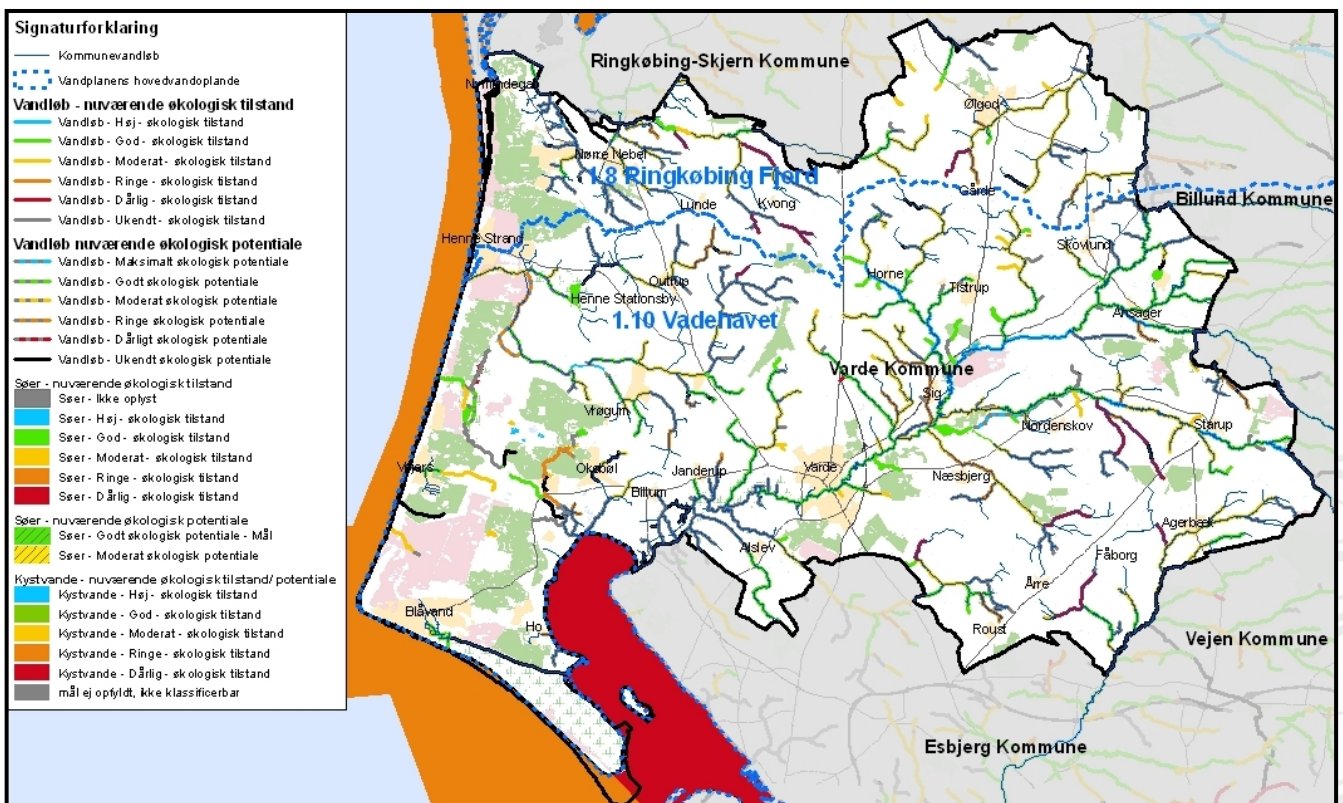 Signaturforklaring
Kommunevandløb
Vandplanens hovedvandoplande
Vandløb - nuværende økologisk tilstand
Vandløb - Høj - økologisk tilstand
Vandløb - God - økologisk tilstand
Vandløb - Moderat - økologisk tilstand
Vandløb - Ringe - økologisk tilstand
Vandløb - Dårlig - økologisk tilstand
Vandløb - Ukendt - økologisk tilstand
Vandløb nuværende økologisk potentiale
Vandløb - Maksimalt økologisk potentiale
Vandløb - Godt økologisk potentiale
Vandløb - Moderat økologisk potentiale
Vandløb - Ringe økologisk potentiale
Vandløb - Dårligt økologisk potentiale
Vandløb - Ukendt økologisk potentiale
Søer - nuværende økologisk tilstand
Søer - Ikke oplyst
Søer - Høj - økologisk tilstand
Søer - God - økologisk tilstand
Søer - Moderat - økologisk tilstand
Søer - Ringe - økologisk tilstand
Søer - Dårlig - økologisk tilstand
Søer - nuværende økologisk potentiale
Søer - Godt økologisk potentiale - Mål
Søer - Moderat økologisk potentiale
Kystvande - nuværende økologisk tilstand/ potentiale
Kystvande - Høj - økologisk tilstand
Kystvande - God - økologisk tilstand
Kystvande - Moderat - økologisk tilstand
Kystvande - Ringe - økologisk tilstand
Kystvande - Dårlig - økologisk tilstand
mål ej opfyldt, ikke klassificerbar
Ringkøbing-Skjern Kommune
Ølgod
Nørre Nebel
1.8 Ringkøbing Fjord
Gårde
Billund Kommune
Lunde
Kvong
Henne Strand
Skovlund
Horne
Outrup
Tistrup
Henne Stationsby
Ansager
1.10 Vadehavet
Varde Kommune
Sig
Vrøgum
Nordenskov
Starup
Vejers
Oksbøl
Janderup
Varde
Næsbjerg
Billum
Agerbæk
Alslev
Fåborg
Årre
Blåvand
Ho
Roust
Vejen Kommune
Esbjerg Kommune